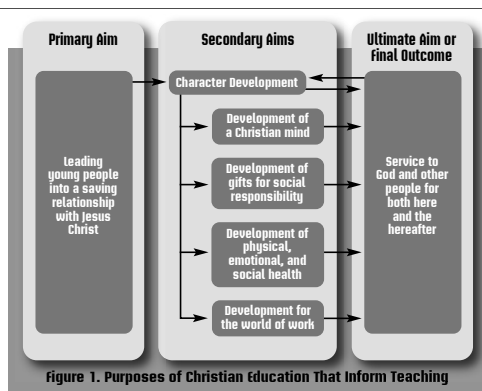 Primary Aim
Leading
young people
into a saving
relationship
with Jesus
Christ
Secondary Aims
Character Development
Development of
a Christian mind
Development of
gifts for social
responsibility
Development of
physical,
emotional, and
social health
Development for
the world of work
Ultimate Aim or
Final Outcome
Service to
God and other
people for
both here
and the
hereafter
Figure 1. Purposes of Christian Education That Inform Teaching